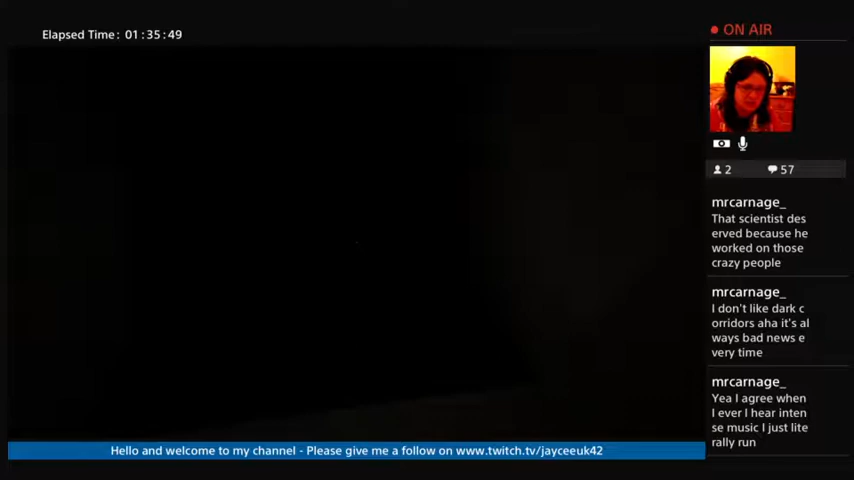 Elapsed Time: 01:35:49
ON AIR
2
57
mrcarnage_
That scientist des
erved because he
worked on those
crazy people
mrcarnage_
I don't like dark c
orridors aha it's al
ways bad news e
very time
mrcarnage_
Yea I agree when
I ever I hear inten
se music I just lite
rally run
Hello and welcome to my channel - Please give me a follow on www.twitch.tv/jayceeuk42